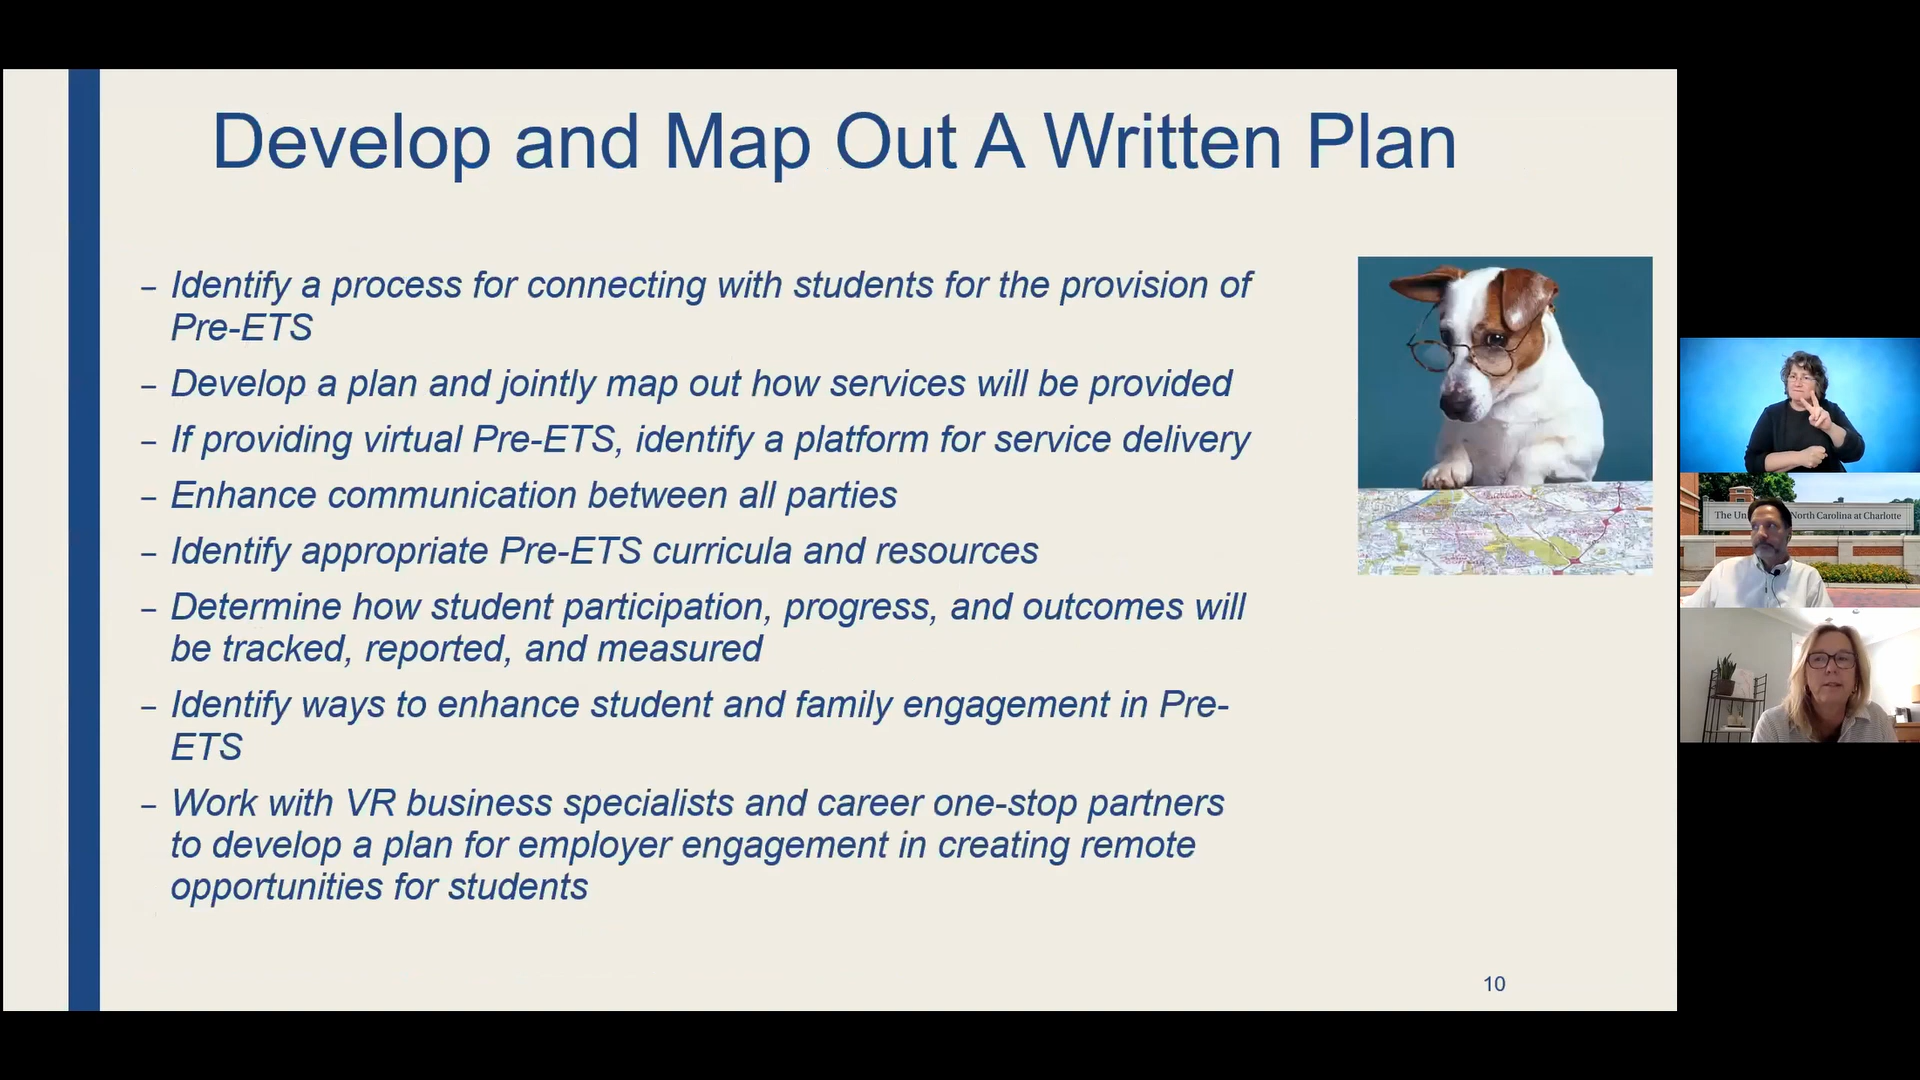 Develop and Map Out A Written Plan
– Identify a process for connecting with students for the provision of
Pre-ETS
– Develop a plan and jointly map out how services will be provided
– If providing virtual Pre-ETS, identify a platform for service delivery
– Enhance communication between all parties
– Identify appropriate Pre-ETS curricula and resources
– Determine how student participation, progress, and outcomes will
be tracked, reported, and measured
– Identify ways to enhance student and family engagement in Pre-
ETS
– Work with VR business specialists and career one-stop partners
to develop a plan for employer engagement in creating remote
opportunities for students
10
The Un North Carolina at Charlotte